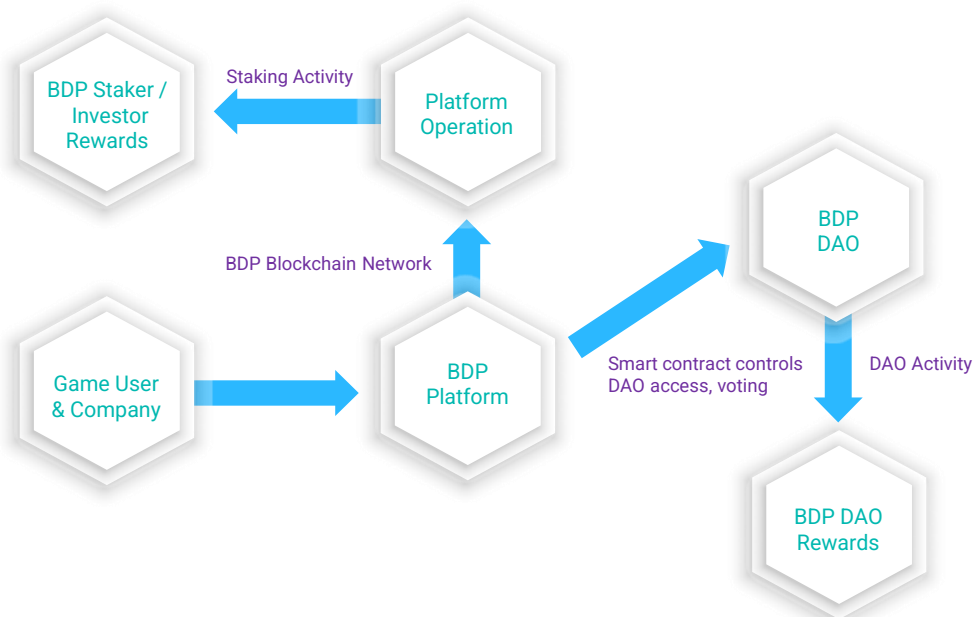 BDP Staker /
Investor
Rewards
Staking Activity
Platform
Operation
BDP
DAO
BDP Blockchain Network
Game User
& Company
BDP
Platform
Smart contract controls
DAO access, voting
DAO Activity
BDP DAO
Rewards